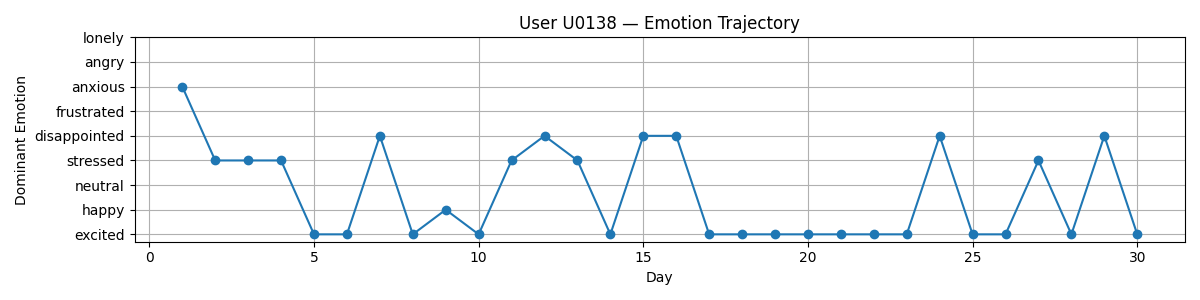 User U0138 — Emotion Trajectory
Dominant Emotion
lonely
angry
anxious
frustrated
disappointed
stressed
neutral
happy
excited
0 5 10 15 20 25 30
Day